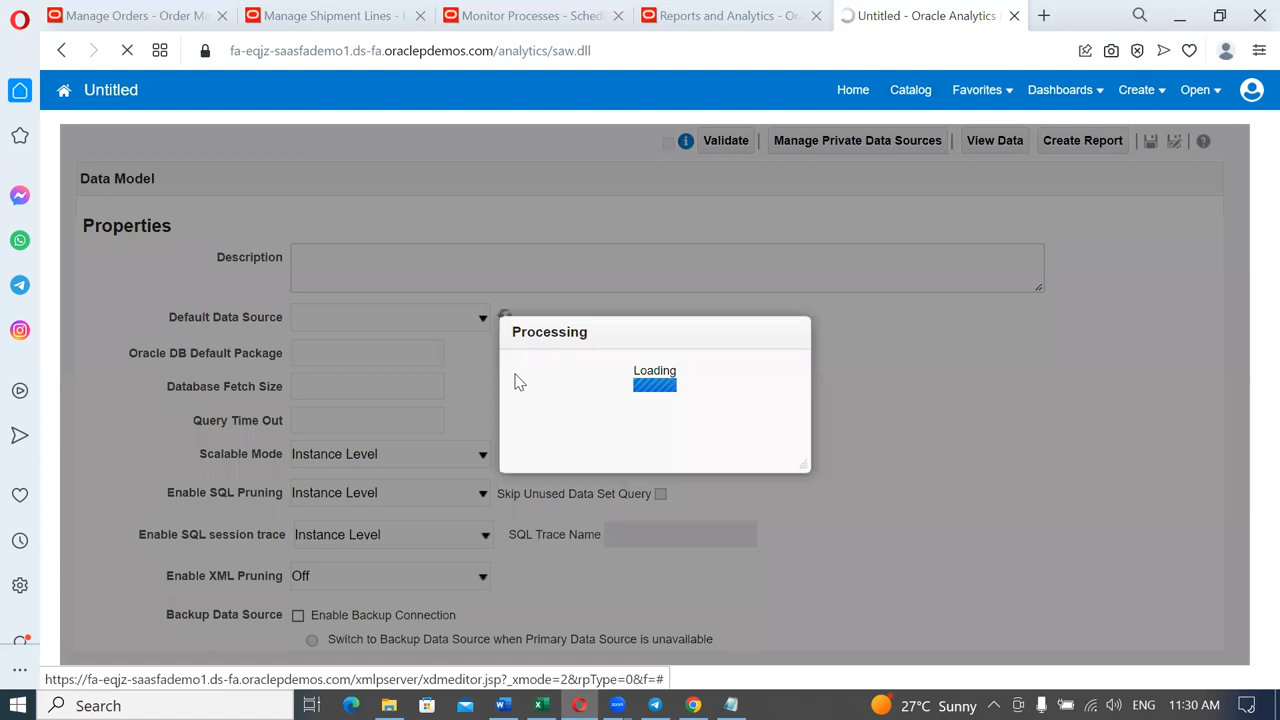 Manage Orders - Order M
Manage Shipment Lines -
Reports and Analytics - O
Untitled - Oracle Analytics
fa-eqjz-saasfademo1.ds-fa.oraclepdemos.com/analytics/saw.dll
Untitled
Home
Catalog
Favorites
Dashboards
Create
Open
Validate
Manage Private Data Sources
View Data
Create Report
Data Model
Properties
Description
Default Data Source
Oracle DB Default Package
Database Fetch Size
Query Time Out
Scalable Mode
Instance Level
Enable SQL Pruning
Instance Level
Skip Unused Data Set Query
Enable SQL session trace
Instance Level
SQL Trace Name
Enable XML Pruning
Off
Backup Data Source
Enable Backup Connection
Switch to Backup Data Source when Primary Data Source is unavailable
Processing
Loading
https://fa-eqjz-saasfademo1.ds-fa.oraclepdemos.com/xmlpserver/xdmeditor.jsp?_xmode=2&rpType=0&f=#
Search
27°C Sunny
ENG
11:30 AM